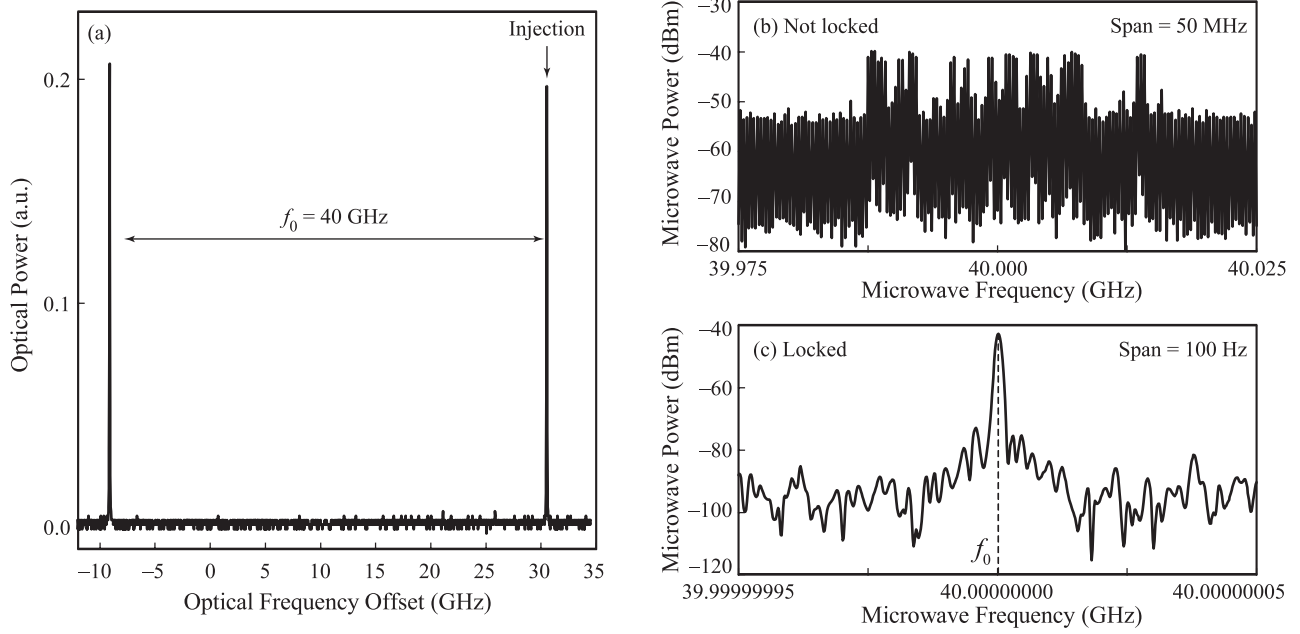 (a)
Injection
0.2
0.1
0.0
f0 = 40 GHz
Optical Power (a.u.)
–10 –5 0 5 10 15 20 25 30 35
Optical Frequency Offset (GHz)
(b) Not locked Span = 50 MHz
–30
–40
–50
–60
–70
–80
Microwave Power (dBm)
39.975 40.000 40.025
Microwave Frequency (GHz)
(c) Locked Span = 100 Hz
–40
–60
–80
–100
–120
Microwave Power (dBm)
f0
39.99999995 40.00000000 40.00000005
Microwave Frequency (GHz)